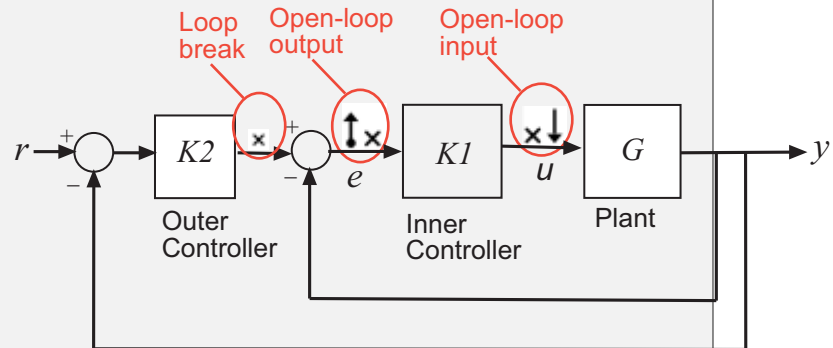 Loop
break
Open-loop
output
Open-loop
input
r
+
−
K2
+
−
e
K1
u
G
y
Outer
Controller
Inner
Controller
Plant